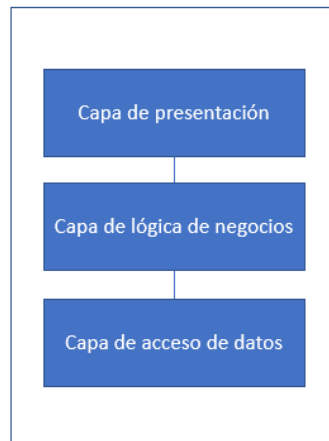 Capa de presentación
Capa de lógica de negocios
Capa de acceso de datos